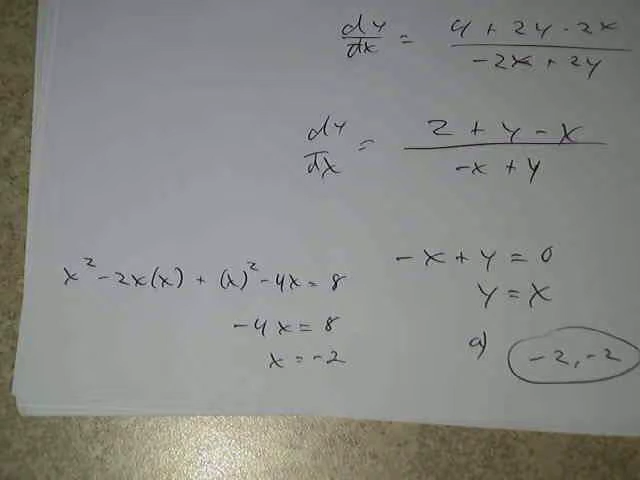 dy/dx = (4 + 2y - 2x)/(-2x + 2y)
dy/dx = (2 + y - x)/(-x + y)
-x + y = 0
x² - 2x(x) + (x)² - 4x = 8
y = x
-4x = 8
a) -2, -2
x = -2